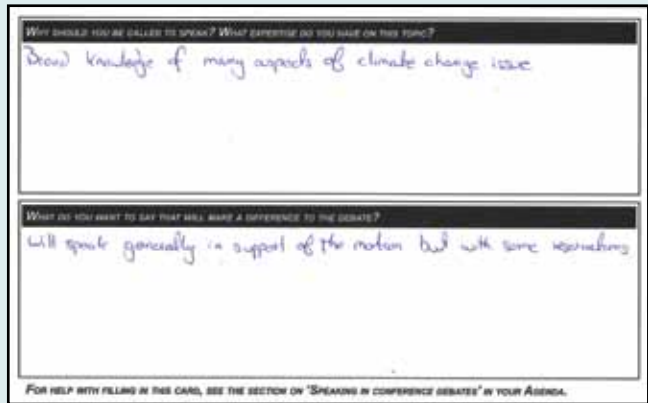 WHY SHOULD YOU BE CALLED TO SPEAK? WHAT EXPERTISE DO YOU HAVE ON THIS TOPIC?
Broad knowledge of many aspects of climate change issue
WHAT DO YOU WANT TO SAY THAT WILL MAKE A DIFFERENCE TO THE DEBATE?
Will speak generally in support of the motion but with some reservations
FOR HELP WITH FILLING IN THIS CARD, SEE THE SECTION ON 'SPEAKING IN CONFERENCE DEBATES' IN YOUR AGENDA.